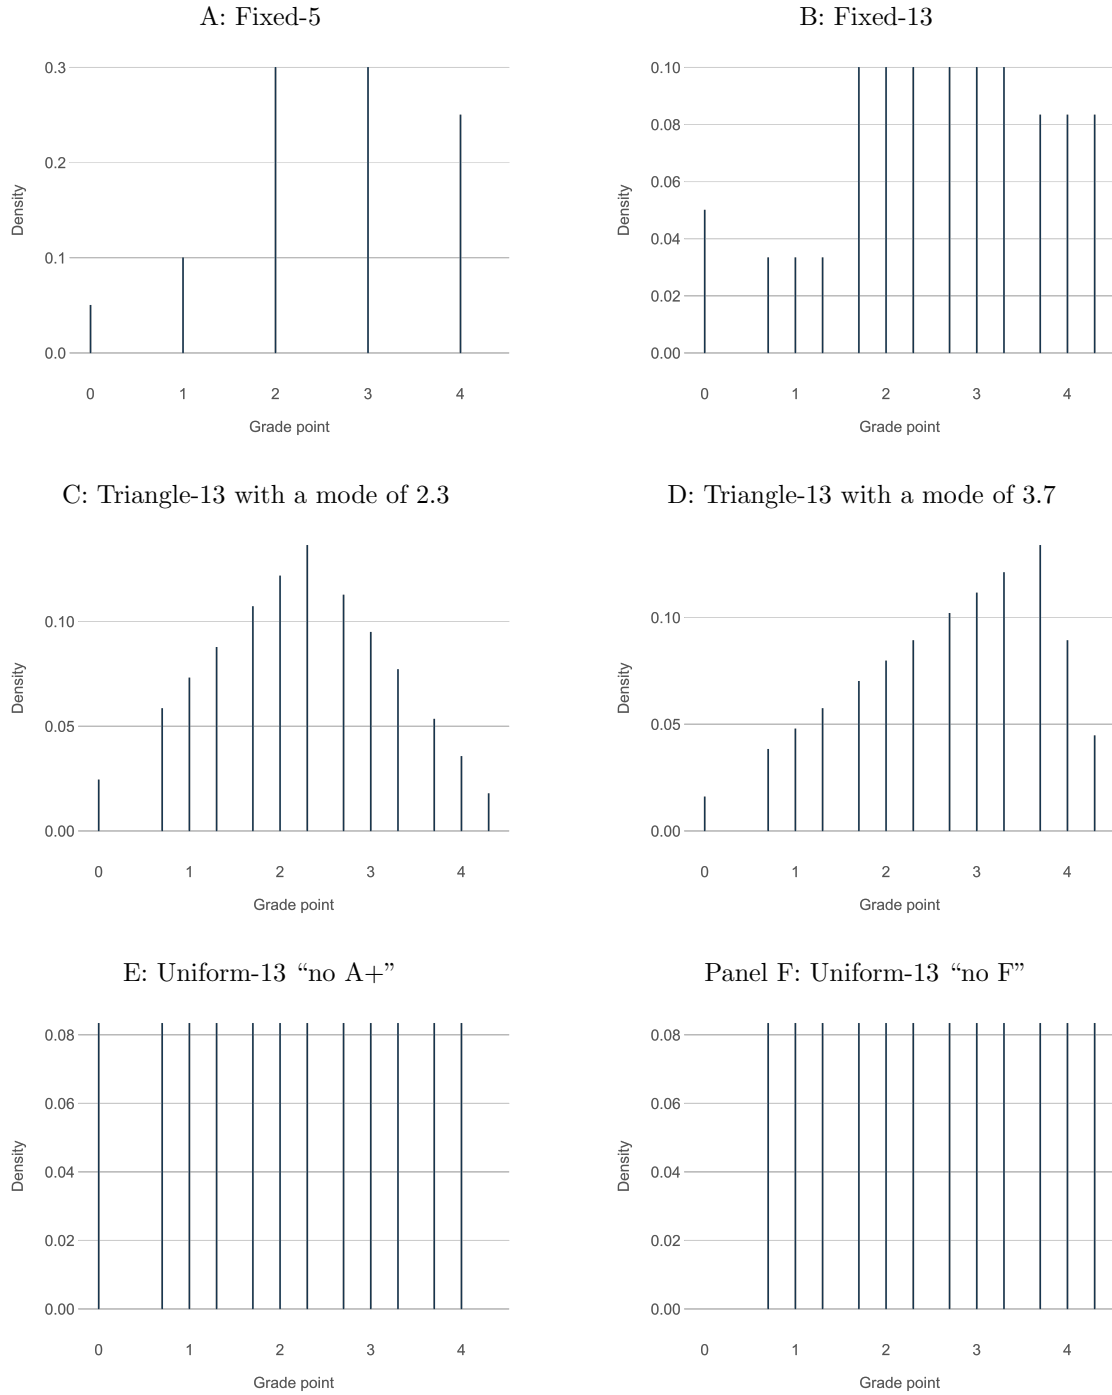 A: Fixed-5
B: Fixed-13
0.3
0.2
0.1
0.0
Density
0 1 2 3 4
Grade point
0.10
0.08
0.06
0.04
0.02
0.00
Density
0 1 2 3 4
Grade point
C: Triangle-13 with a mode of 2.3
D: Triangle-13 with a mode of 3.7
0.10
0.05
0.00
Density
0 1 2 3 4
Grade point
0.10
0.05
0.00
Density
0 1 2 3 4
Grade point
E: Uniform-13 “no A+”
Panel F: Uniform-13 “no F”
0.08
0.06
0.04
0.02
0.00
Density
0 1 2 3 4
Grade point
0.08
0.06
0.04
0.02
0.00
Density
0 1 2 3 4
Grade point